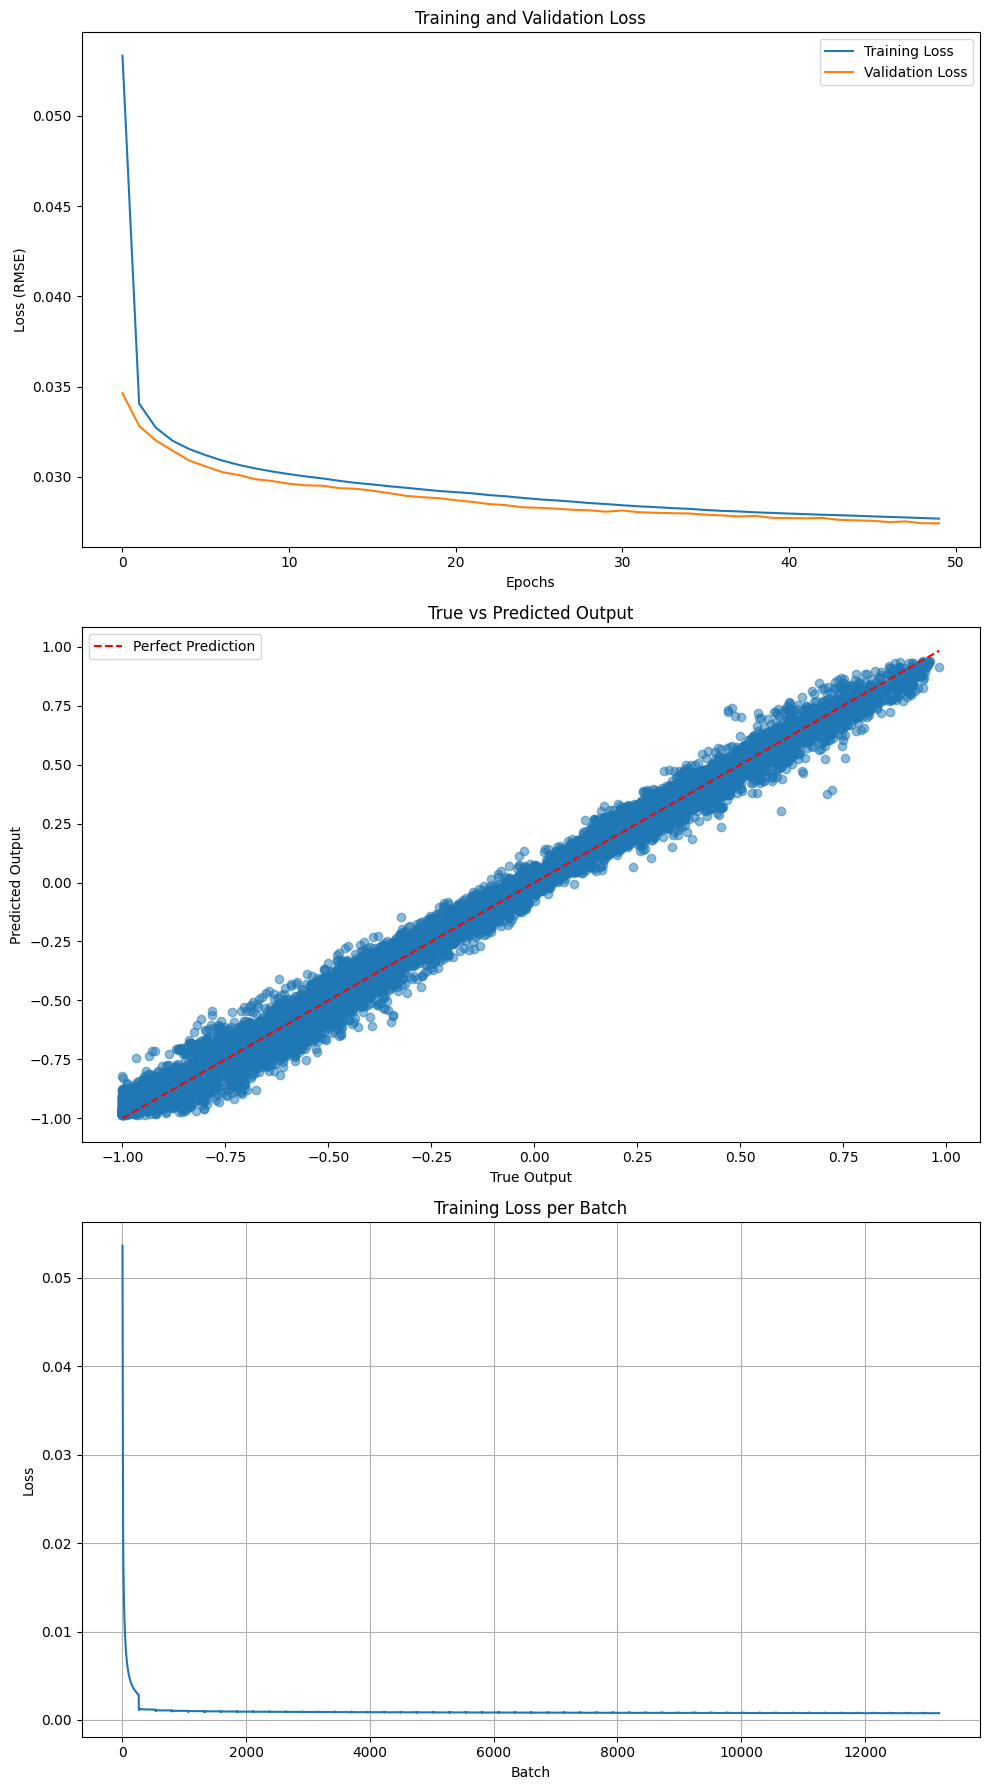 Training and Validation Loss
Training Loss
Validation Loss
0.050
0.045
0.040
0.035
0.030
Loss (RMSE)
0 10 20 30 40 50
Epochs
True vs Predicted Output
Perfect Prediction
1.00
0.75
0.50
0.25
0.00
−0.25
−0.50
−0.75
−1.00
Predicted Output
−1.00 −0.75 −0.50 −0.25 0.00 0.25 0.50 0.75 1.00
True Output
Training Loss per Batch
0.05
0.04
0.03
0.02
0.01
0.00
Loss
0 2000 4000 6000 8000 10000 12000
Batch